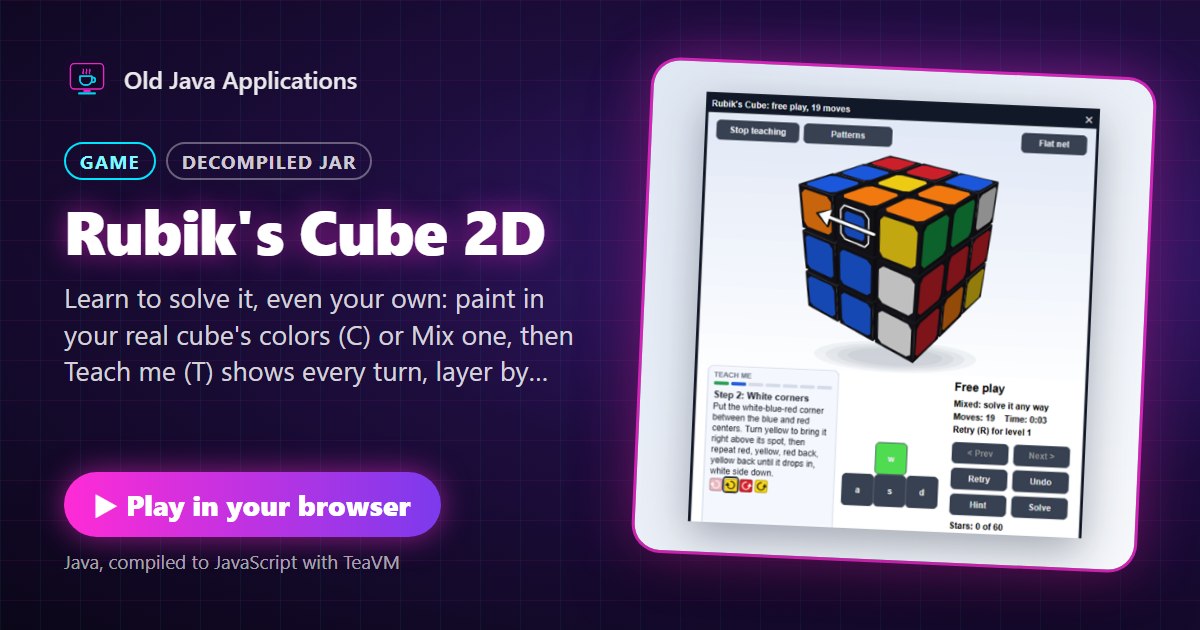 Old Java Applications
GAME
DECOMPILED JAR
Rubik's Cube 2D
Learn to solve it, even your own: paint in
your real cube's colors (C) or Mix one, then
Teach me (T) shows every turn, layer by...
▶ Play in your browser
Java, compiled to JavaScript with TeaVM
Rubik's Cube: free play, 19 moves
×
Stop teaching
Patterns
Flat net
TEACH ME
Step 2: White corners
Put the white-blue-red corner
between the blue and red
centers. Turn yellow to bring it
right above its spot, then
repeat red, yellow, red back,
yellow back until it drops in,
white side down.
w
a s d
Free play
Mixed: solve it any way
Moves: 19 Time: 0:03
Retry (R) for level 1
< Prev
Next >
Retry
Undo
Hint
Solve
Stars: 0 of 60